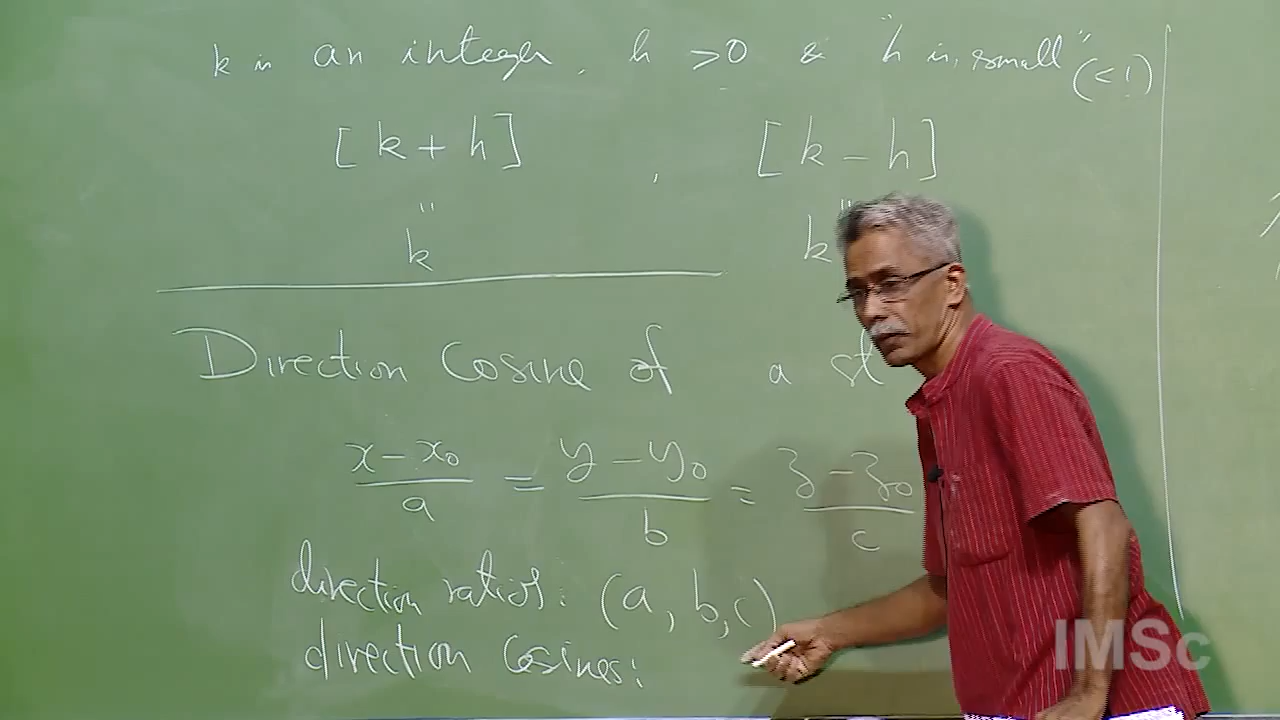 k is an integer, h >0 & "h is small" (<1)
[k + h] , [k - h]
" "
k k
Direction Cosine of a st
x - x₀ / a = y - y₀ / b = z - z₀ / c
direction ratios: (a, b, c)
direction Cosines:
IMSc